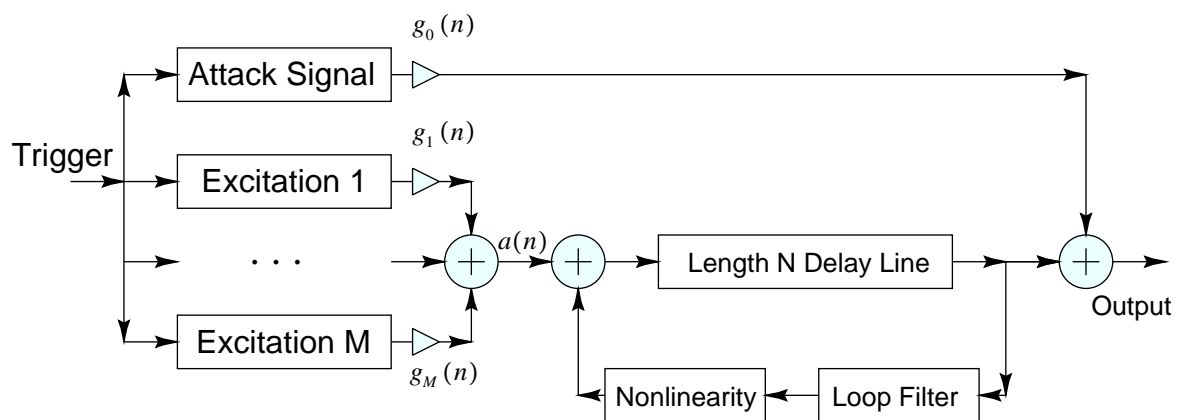 g₀(n)
Attack Signal
g₁(n)
Trigger
Excitation 1
a(n)
+
+
+
. . .
Length N Delay Line
Output
Excitation M
g_M(n)
Nonlinearity
Loop Filter